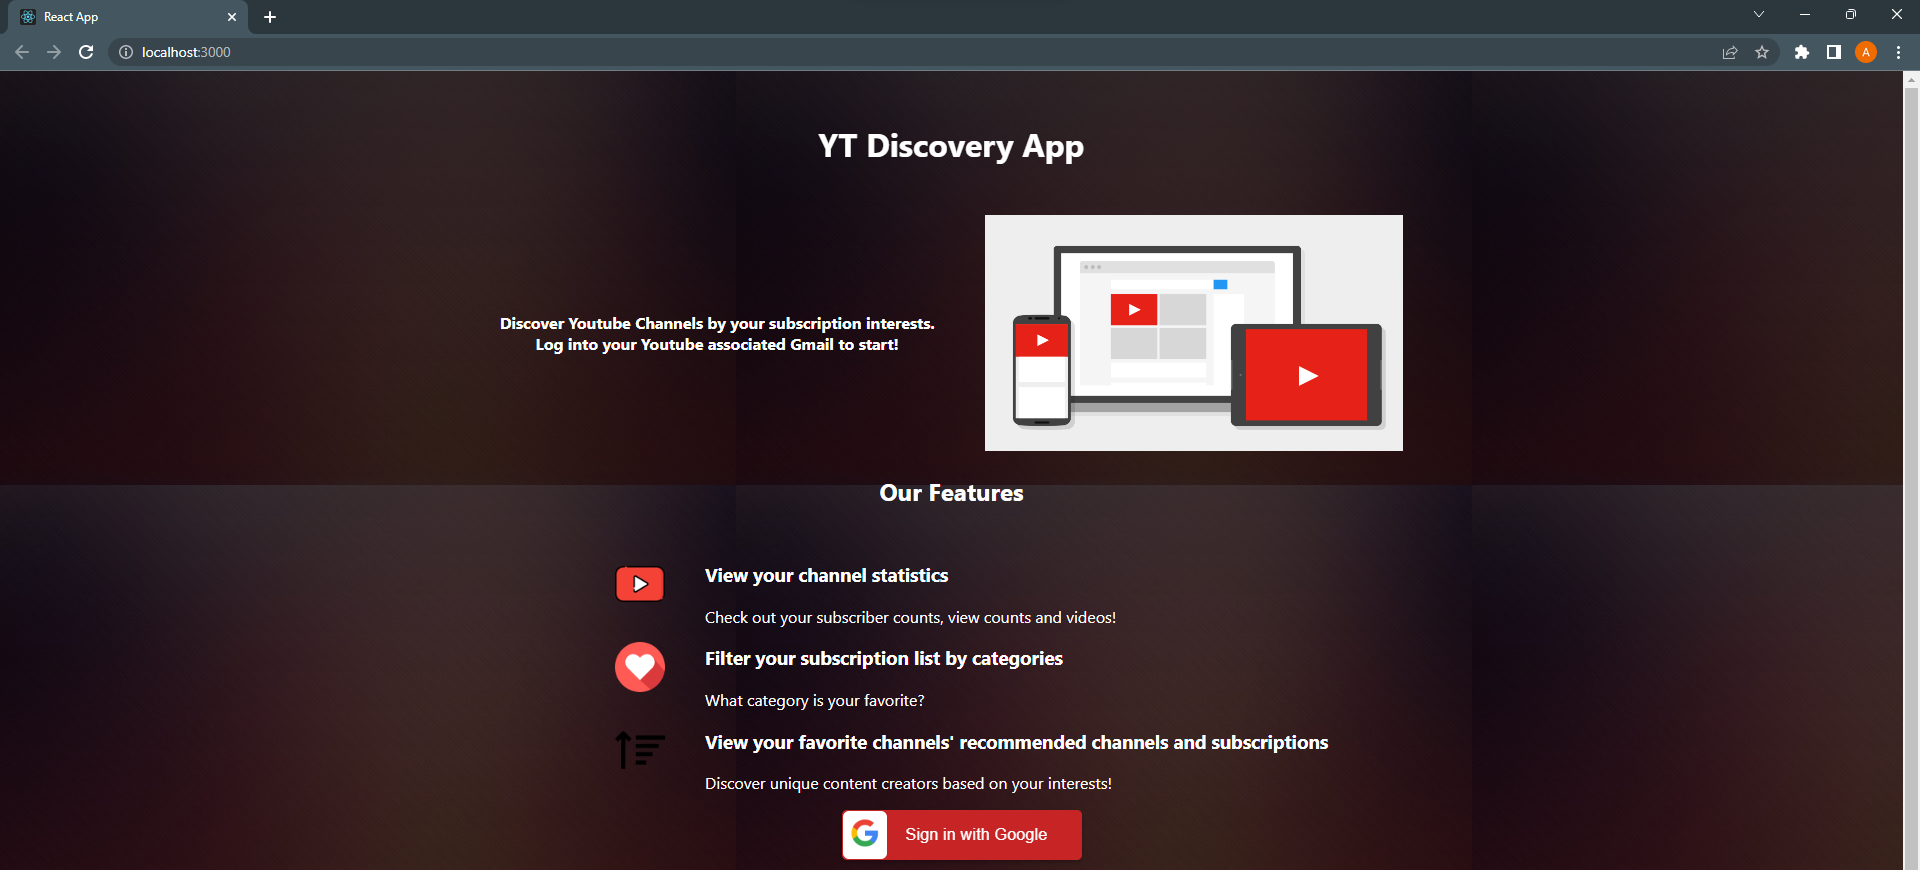 React App
localhost:3000
A
YT Discovery App
Discover Youtube Channels by your subscription interests.
Log into your Youtube associated Gmail to start!
Our Features
View your channel statistics
Check out your subscriber counts, view counts and videos!
Filter your subscription list by categories
What category is your favorite?
View your favorite channels' recommended channels and subscriptions
Discover unique content creators based on your interests!
G
Sign in with Google